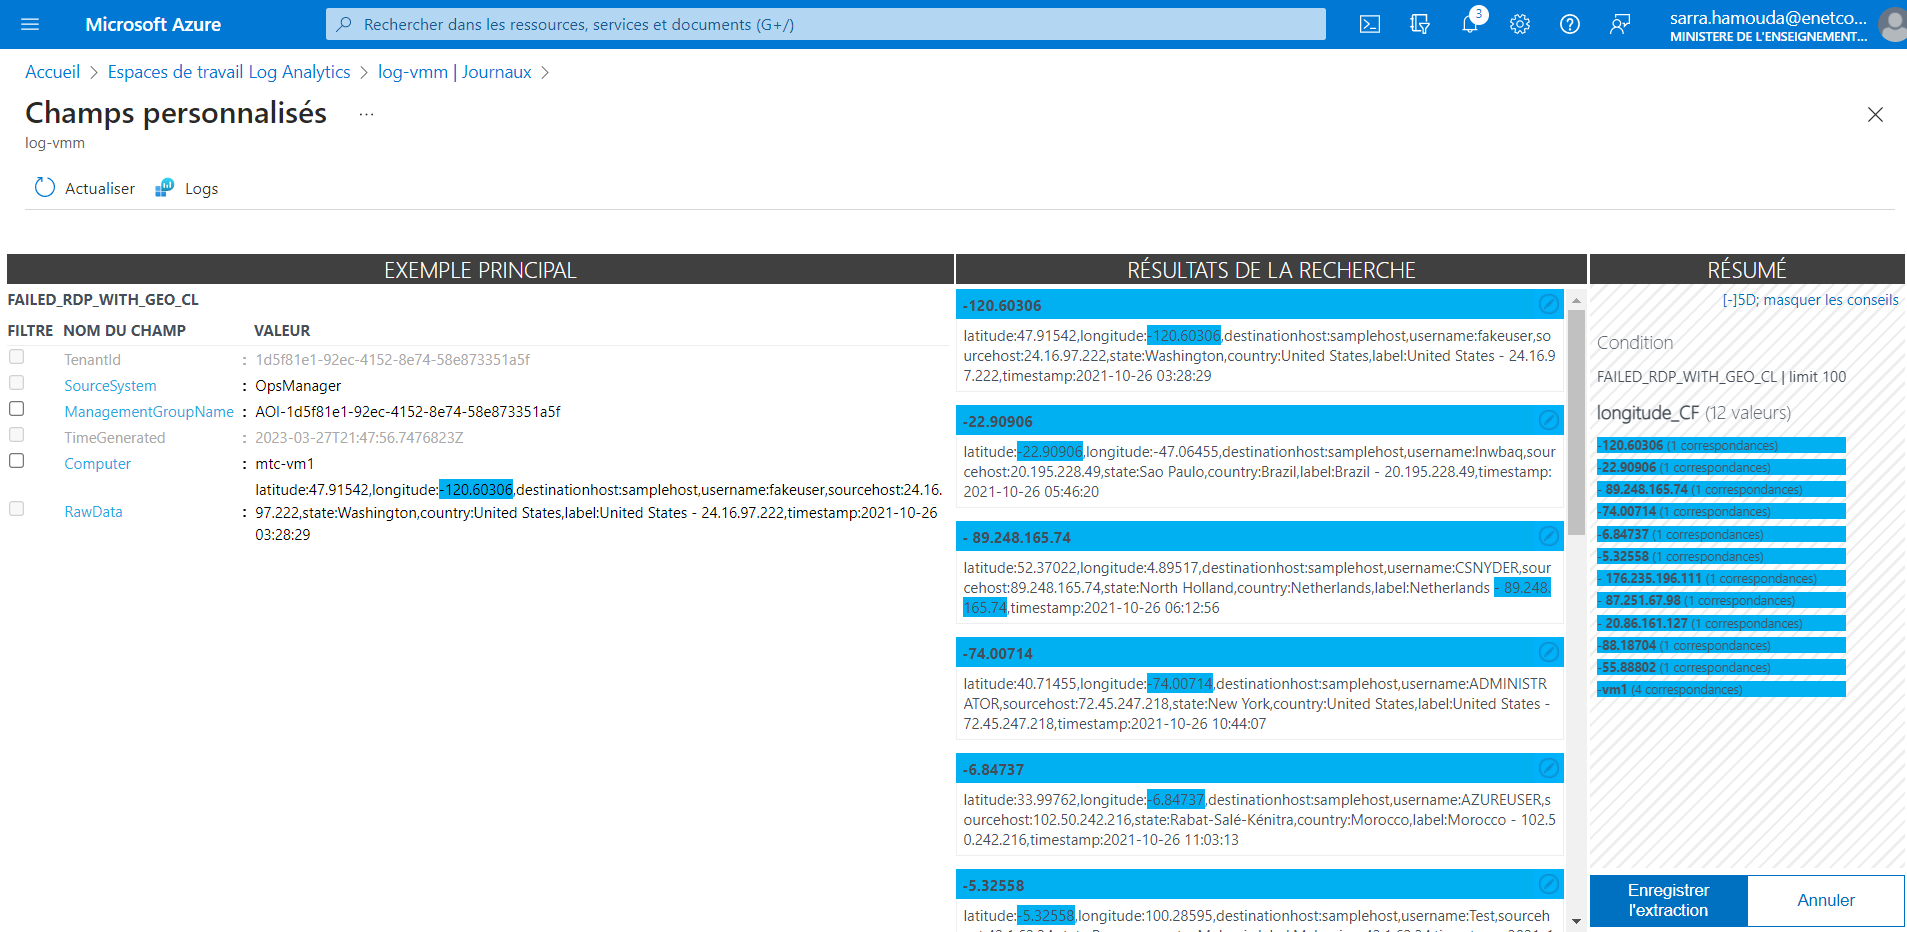 Microsoft Azure
Rechercher dans les ressources, services et documents (G+/)
3
sarra.hamouda@enetco...
MINISTERE DE L'ENSEIGNEMENT...
Accueil > Espaces de travail Log Analytics > log-vmm | Journaux >
Champs personnalisés ...
log-vmm
Actualiser
Logs
EXEMPLE PRINCIPAL
FAILED_RDP_WITH_GEO_CL
FILTRE NOM DU CHAMP VALEUR
TenantId : 1d5f81e1-92ec-4152-8e74-58e873351a5f
SourceSystem : OpsManager
ManagementGroupName : AOI-1d5f81e1-92ec-4152-8e74-58e873351a5f
TimeGenerated : 2023-03-27T21:47:56.7476823Z
Computer : mtc-vm1
latitude:47.91542,longitude:-120.60306,destinationhost:samplehost,username:fakeuser,sourcehost:24.16.
RawData : 97.222,state:Washington,country:United States,label:United States - 24.16.97.222,timestamp:2021-10-26
03:28:29
RÉSULTATS DE LA RECHERCHE
-120.60306
latitude:47.91542,longitude:-120.60306,destinationhost:samplehost,username:fakeuser,so
urcehost:24.16.97.222,state:Washington,country:United States,label:United States - 24.16.9
7.222,timestamp:2021-10-26 03:28:29
-22.90906
latitude:-22.90906,longitude:-47.06455,destinationhost:samplehost,username:lnwbaq,sour
cehost:20.195.228.49,state:Sao Paulo,country:Brazil,label:Brazil - 20.195.228.49,timestamp:
2021-10-26 05:46:20
- 89.248.165.74
latitude:52.37022,longitude:4.89517,destinationhost:samplehost,username:CSNYDER,sour
cehost:89.248.165.74,state:North Holland,country:Netherlands,label:Netherlands - 89.248.
165.74,timestamp:2021-10-26 06:12:56
-74.00714
latitude:40.71455,longitude:-74.00714,destinationhost:samplehost,username:ADMINISTR
ATOR,sourcehost:72.45.247.218,state:New York,country:United States,label:United States -
72.45.247.218,timestamp:2021-10-26 10:44:07
-6.84737
latitude:33.99762,longitude:-6.84737,destinationhost:samplehost,username:AZUREUSER,s
ourcehost:102.50.242.216,state:Rabat-Salé-Kénitra,country:Morocco,label:Morocco - 102.5
0.242.216,timestamp:2021-10-26 11:03:13
-5.32558
latitude:-5.32558,longitude:100.28595,destinationhost:samplehost,username:Test,sourceh
RÉSUMÉ
[-]5D; masquer les conseils
Condition
FAILED_RDP_WITH_GEO_CL | limit 100
longitude_CF (12 valeurs)
-120.60306 (1 correspondances)
-22.90906 (1 correspondances)
- 89.248.165.74 (1 correspondances)
-74.00714 (1 correspondances)
-6.84737 (1 correspondances)
-5.32558 (1 correspondances)
- 176.235.196.111 (1 correspondances)
- 87.251.67.98 (1 correspondances)
- 20.86.161.127 (1 correspondances)
-88.18704 (1 correspondances)
-55.88802 (1 correspondances)
-vm1 (4 correspondances)
Enregistrer
l'extraction
Annuler